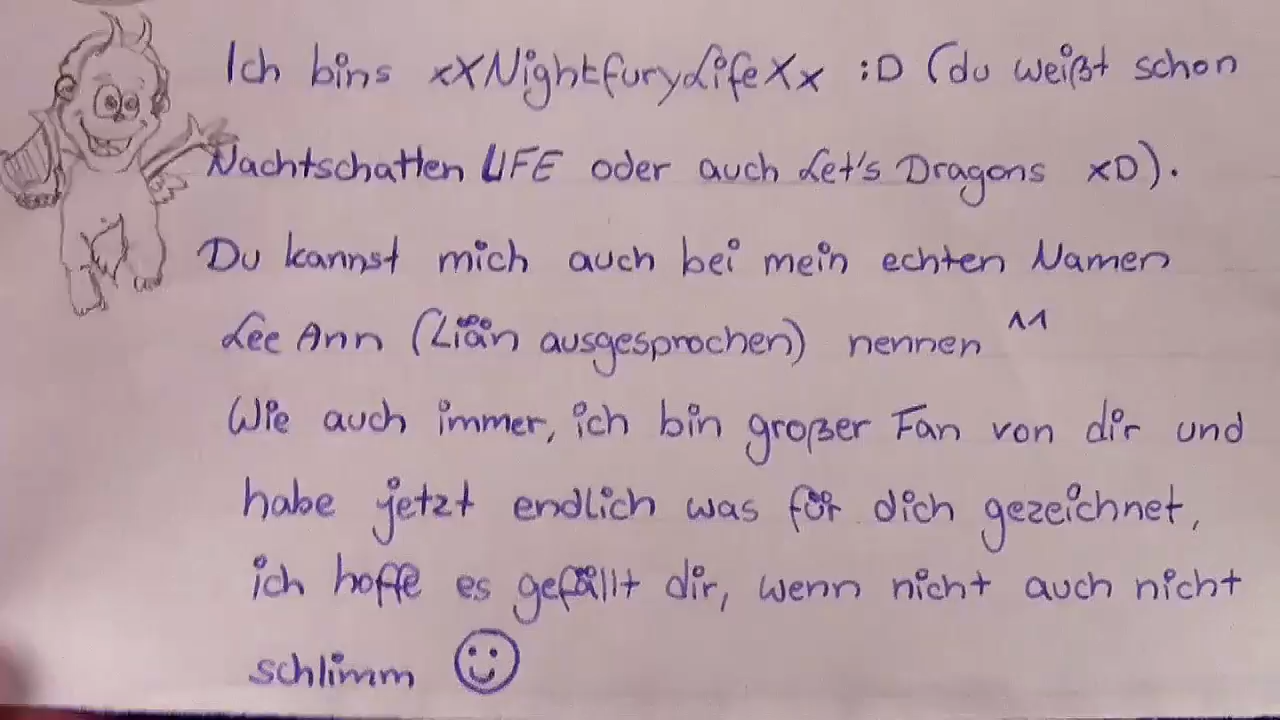 Ich bins xXNightfuryLifeXx :D (du weißt schon
Nachtschatten LIFE oder auch Let's Dragons xD).
Du kannst mich auch bei mein echten Namen
Lee Ann (Liän ausgesprochen) nennen ^^
Wie auch immer, ich bin großer Fan von dir und
habe jetzt endlich was für dich gezeichnet,
ich hoffe es gefällt dir, wenn nicht auch nicht
schlimm ☺